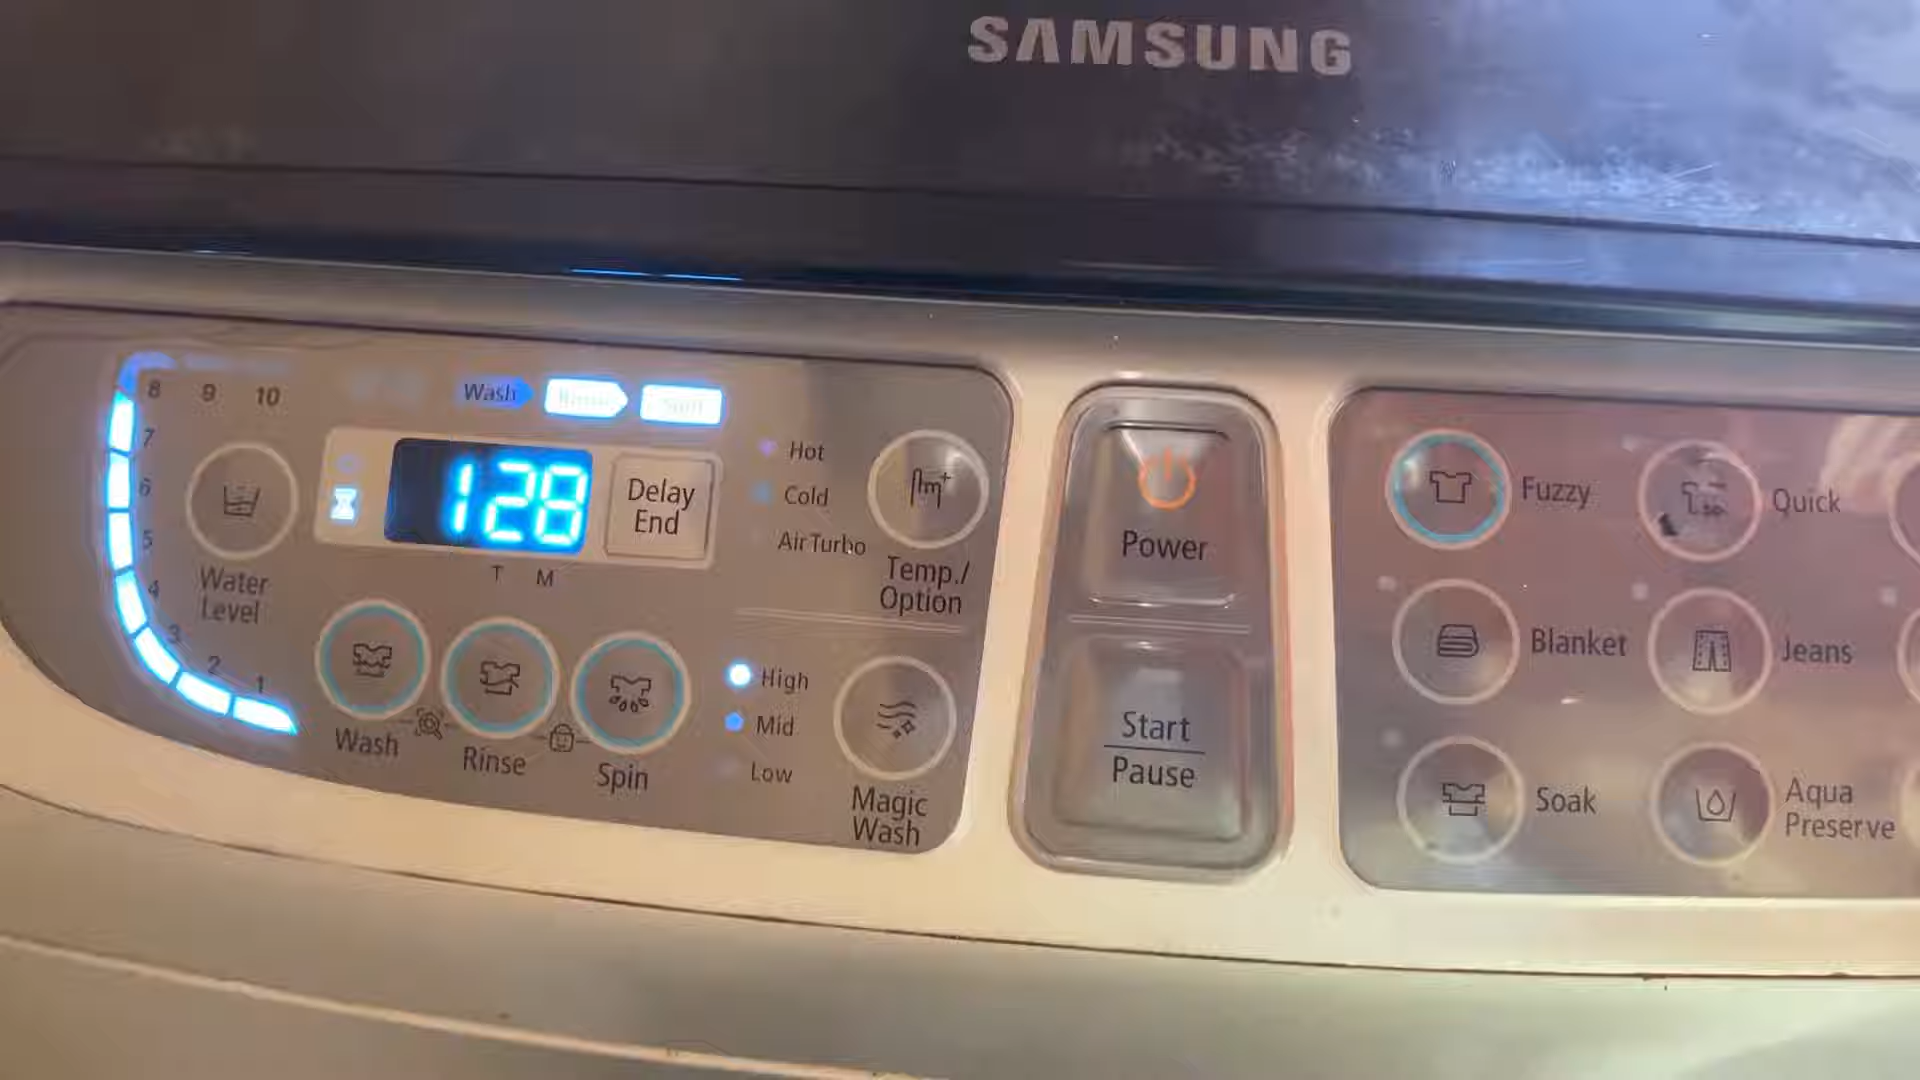 SAMSUNG
8 9 10
7
6
5
4
3
2
1
Water
Level
Wash
Rinse
Spin
128
T M
Delay
End
Wash
Rinse
Spin
Hot
Cold
Air Turbo
Temp./
Option
High
Mid
Low
Magic
Wash
Power
Start
Pause
Fuzzy
Quick
Blanket
Jeans
Soak
Aqua
Preserve